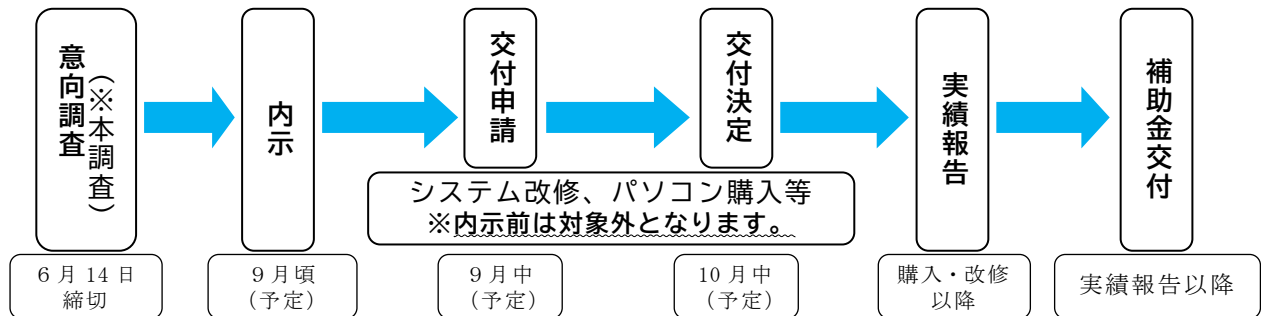 意向調査
（※本調査）
内示
交付申請
交付決定
実績報告
補助金交付
システム改修、パソコン購入等
※内示前は対象外となります。
６月 14 日
締切
９月頃
（予定）
９月中
（予定）
10 月中
（予定）
購入・改修
以降
実績報告以降